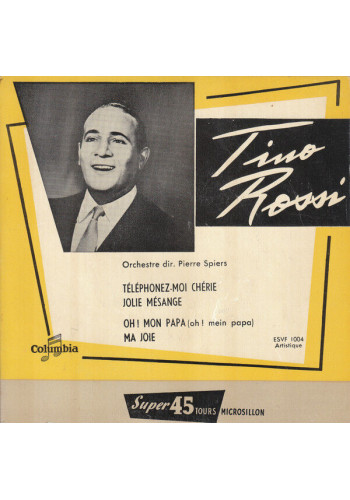 Tino
Rossi
Orchestre dir. Pierre Spiers
TÉLÉPHONEZ-MOI CHÉRIE
JOLIE MÉSANGE
OH! MON PAPA (oh! mein papa)
MA JOIE
ESVF 1004
Artistique
Columbia
Super 45 TOURS MICROSILLON